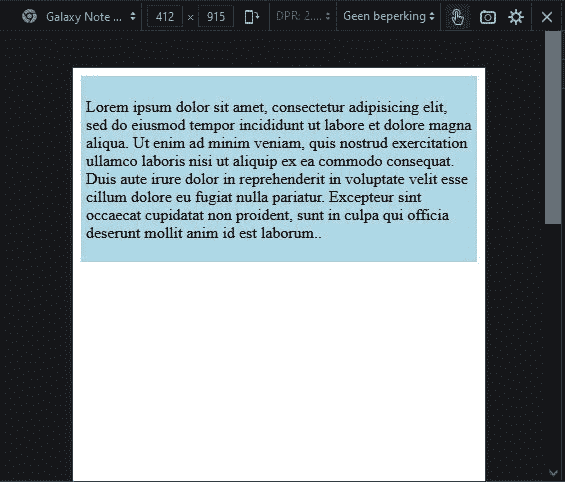 Galaxy Note ... 412 × 915 DPR: 2.... Geen beperking
Lorem ipsum dolor sit amet, consectetur adipisicing elit,
sed do eiusmod tempor incididunt ut labore et dolore magna
aliqua. Ut enim ad minim veniam, quis nostrud exercitation
ullamco laboris nisi ut aliquip ex ea commodo consequat.
Duis aute irure dolor in reprehenderit in voluptate velit esse
cillum dolore eu fugiat nulla pariatur. Excepteur sint
occaecat cupidatat non proident, sunt in culpa qui officia
deserunt mollit anim id est laborum..